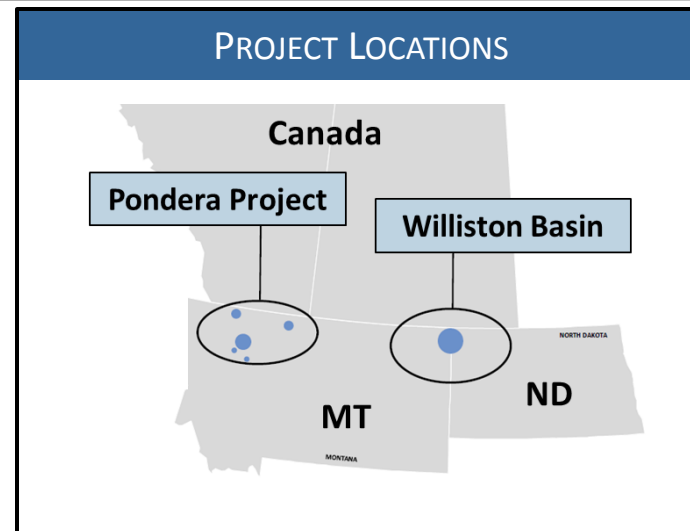 PROJECT LOCATIONS
Canada
Pondera Project
Williston Basin
NORTH DAKOTA
ND
MT
MONTANA